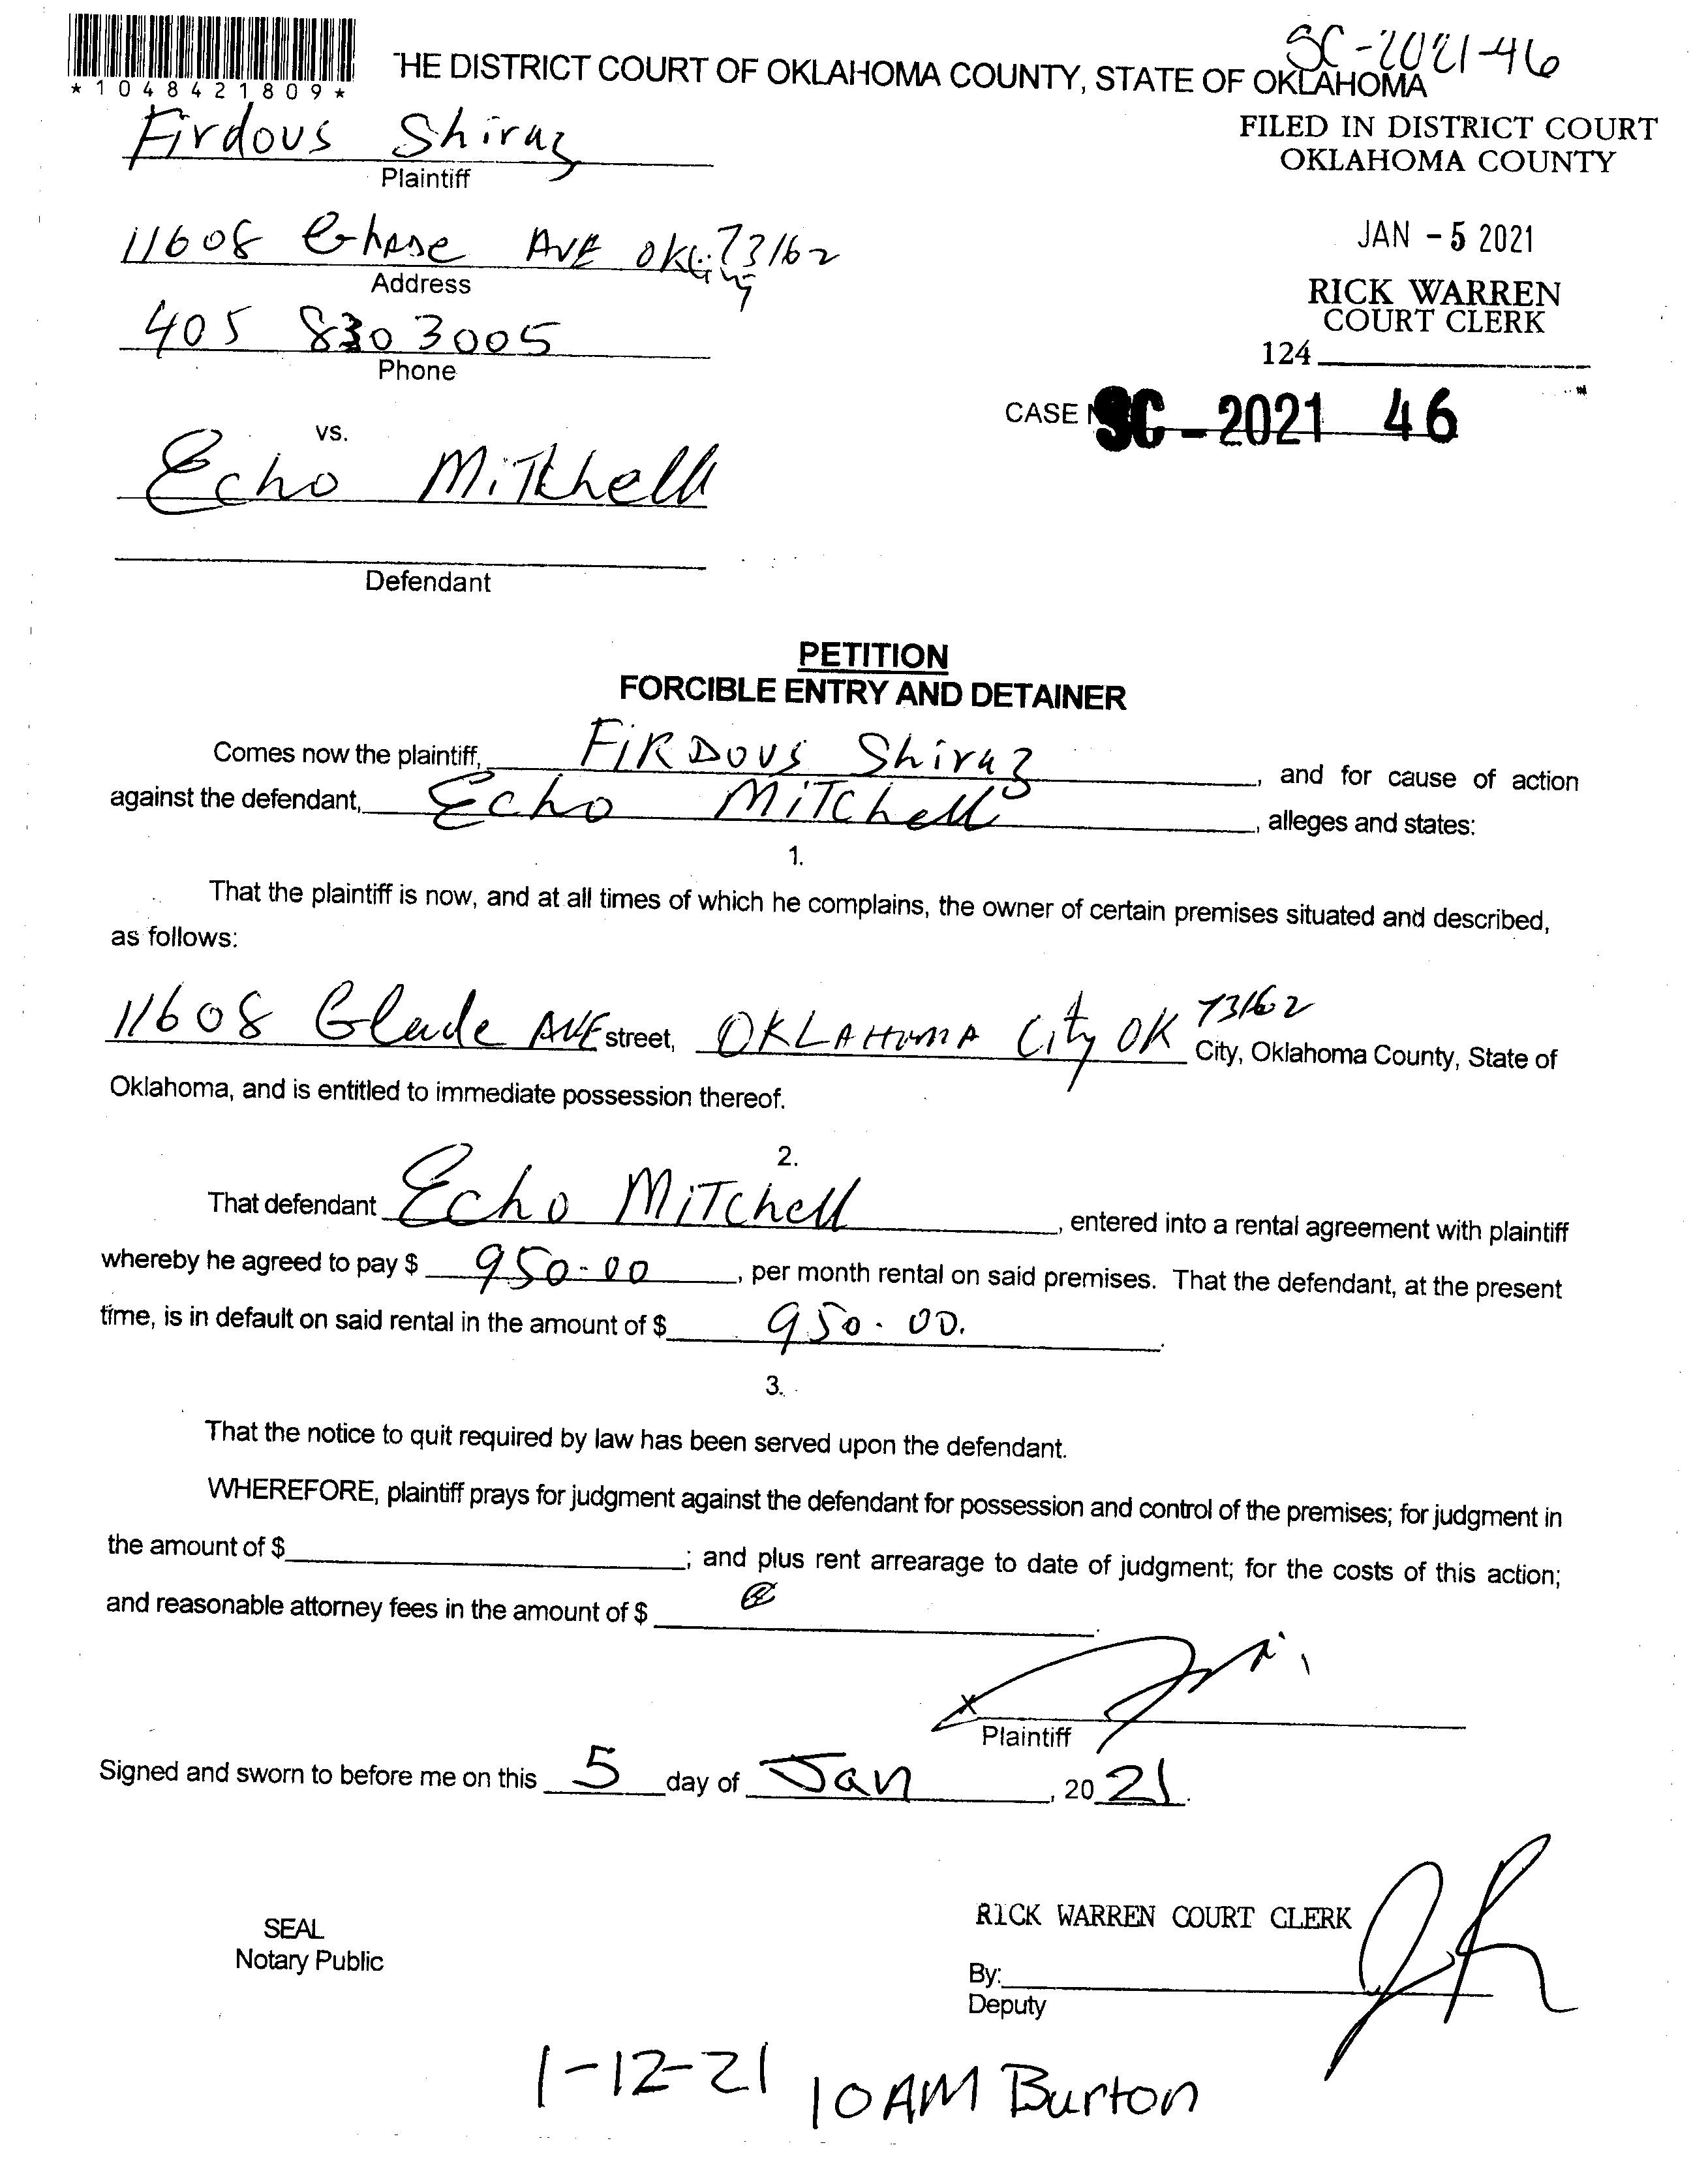 SC-2021-46
*1048421809*
THE DISTRICT COURT OF OKLAHOMA COUNTY, STATE OF OKLAHOMA
FILED IN DISTRICT COURT
OKLAHOMA COUNTY
JAN - 5 2021
RICK WARREN
COURT CLERK
124
Firdous Shiraz
Plaintiff
11608 Chase AVE OKC 73162
Address
405 830 3005
Phone
CASE SC - 2021 46
vs.
Echo Mitchell
Defendant
PETITION
FORCIBLE ENTRY AND DETAINER
Comes now the plaintiff, FIRDOUS Shiraz, and for cause of action
against the defendant, Echo MITchell, alleges and states:
1.
That the plaintiff is now, and at all times of which he complains, the owner of certain premises situated and described,
as follows:
11608 Glade AVE street, OKLAHOMA City OK 73162 City, Oklahoma County, State of
Oklahoma, and is entitled to immediate possession thereof.
2.
That defendant Echo MITchell, entered into a rental agreement with plaintiff
whereby he agreed to pay $ 950.00, per month rental on said premises. That the defendant, at the present
time, is in default on said rental in the amount of $ 950.00.
3.
That the notice to quit required by law has been served upon the defendant.
WHEREFORE, plaintiff prays for judgment against the defendant for possession and control of the premises; for judgment in
the amount of $ ; and plus rent arrearage to date of judgment; for the costs of this action;
and reasonable attorney fees in the amount of $ .
X
Plaintiff
Signed and sworn to before me on this 5 day of Jan, 20 21.
RICK WARREN COURT CLERK
SEAL
Notary Public
By:
Deputy
1-12-21 10AM Burton